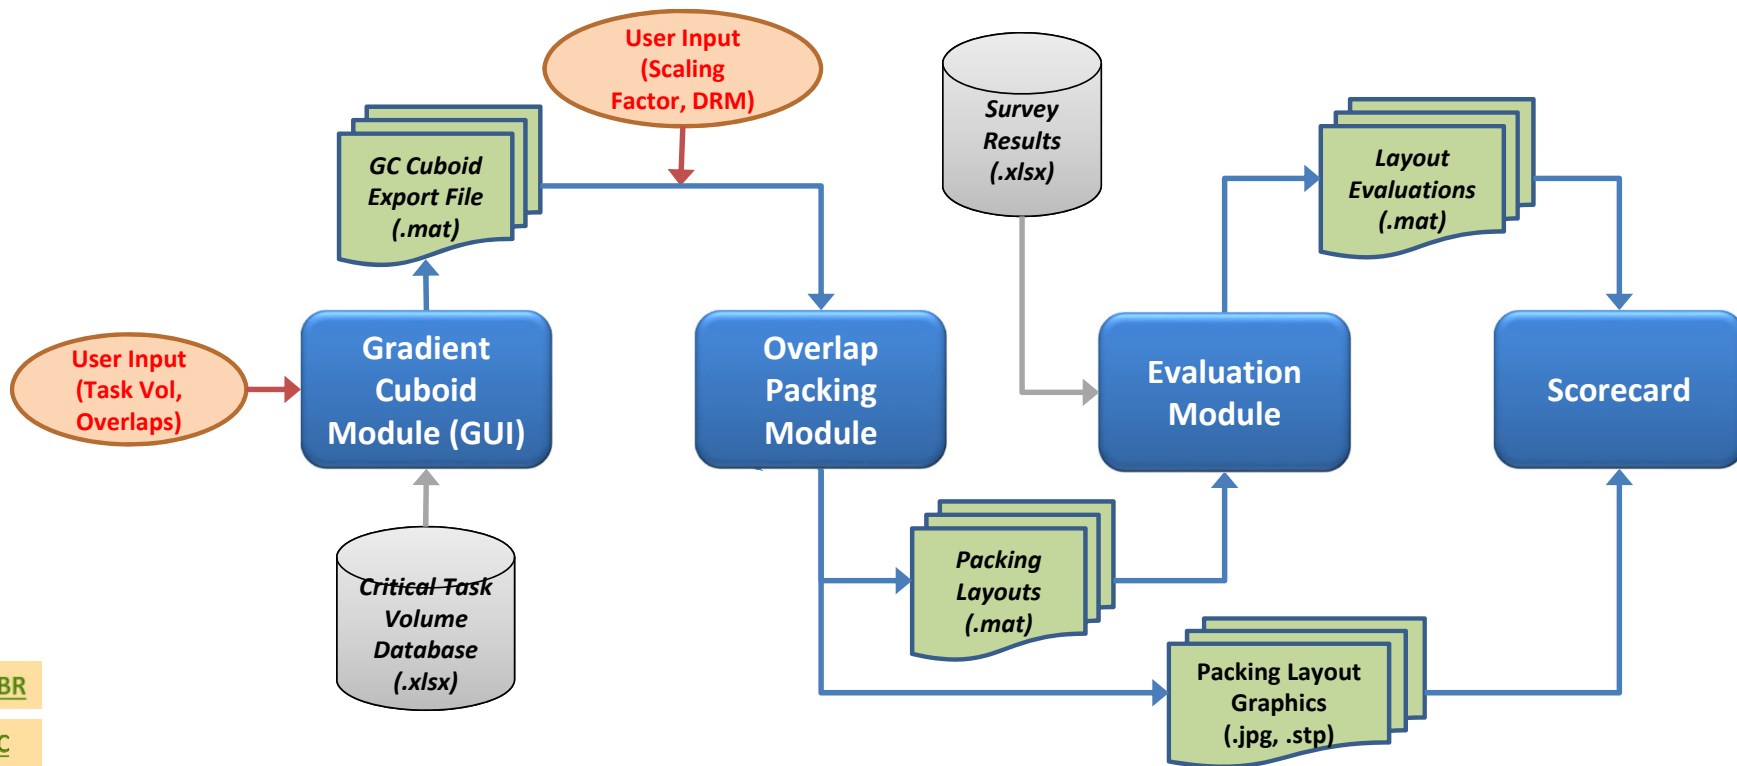 User Input
(Scaling
Factor, DRM)
Survey
Results
(.xlsx)
GC Cuboid
Export File
(.mat)
Layout
Evaluations
(.mat)
User Input
(Task Vol,
Overlaps)
Gradient
Cuboid
Module (GUI)
Overlap
Packing
Module
Evaluation
Module
Scorecard
Critical Task
Volume
Database
(.xlsx)
Packing
Layouts
(.mat)
Packing Layout
Graphics
(.jpg, .stp)
BR
C